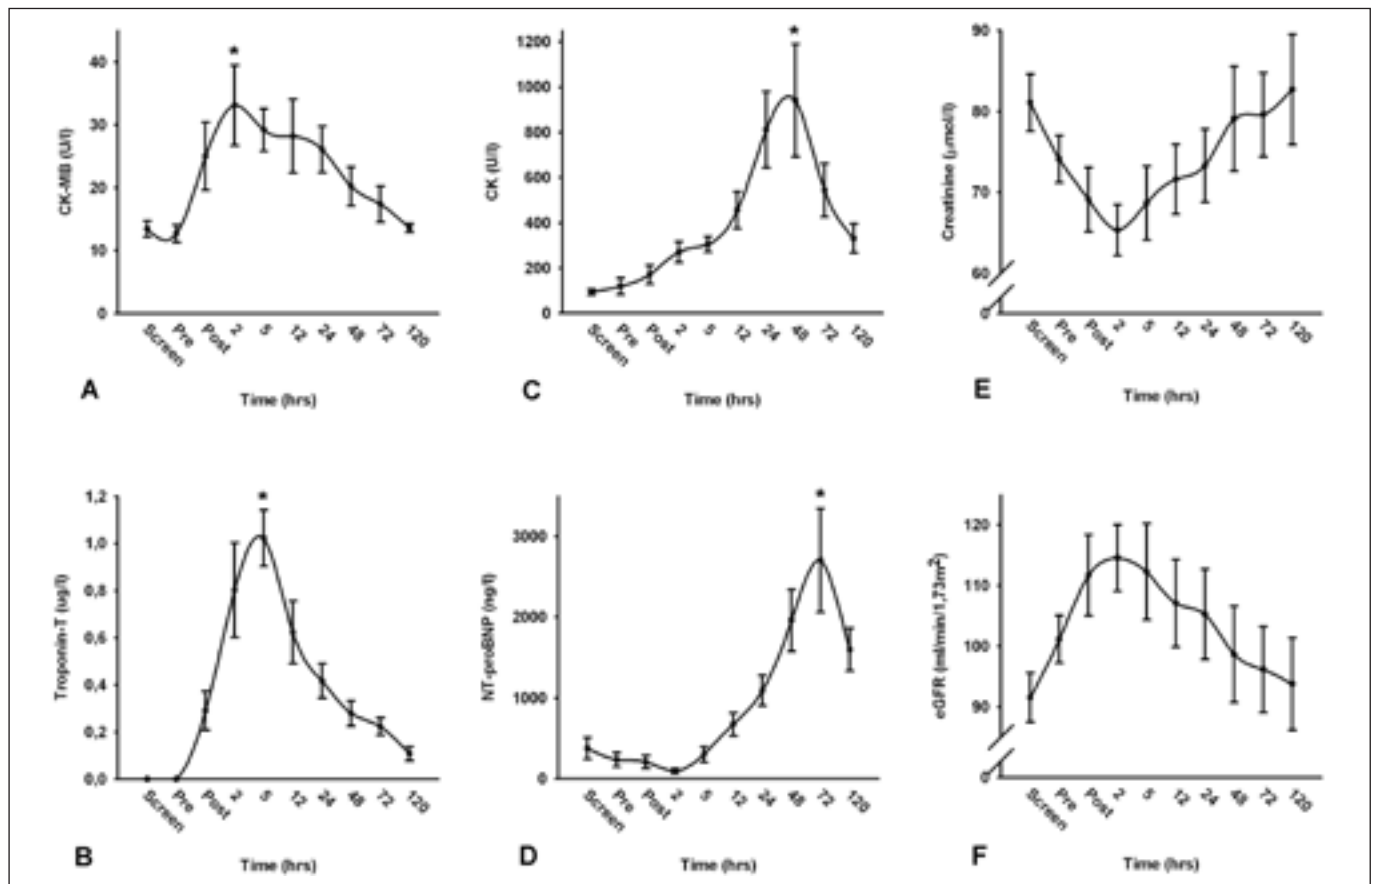 *
40
30
20
10
0
CK-MB (U/l)
Screen Pre Post 2 5 12 24 48 72 120
A
Time (hrs)
*
1200
1000
800
600
400
200
0
CK (U/l)
Screen Pre Post 2 5 12 24 48 72 120
C
Time (hrs)
90
80
70
60
0
Creatinine (µmol/l)
Screen Pre Post 2 5 12 24 48 72 120
E
Time (hrs)
*
1,2
1,0
0,8
0,6
0,4
0,2
0,0
Troponin-T (ug/l)
Screen Pre Post 2 5 12 24 48 72 120
B
Time (hrs)
*
3000
2000
1000
0
NT-proBNP (ng/l)
Screen Pre Post 2 5 12 24 48 72 120
D
Time (hrs)
120
110
100
90
0
eGFR (ml/min/1,73m²)
Screen Pre Post 2 5 12 24 48 72 120
F
Time (hrs)